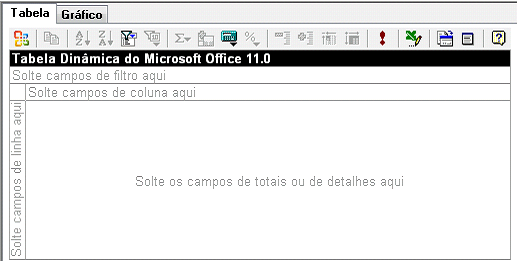 Tabela Gráfico
Tabela Dinâmica do Microsoft Office 11.0
Solte campos de filtro aqui
Solte campos de coluna aqui
Solte campos de linha aqui
Solte os campos de totais ou de detalhes aqui